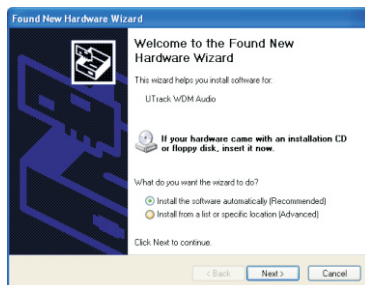 Found New Hardware Wizard
Welcome to the Found New
Hardware Wizard
This wizard helps you install software for:
UTrack WDM Audio
If your hardware came with an installation CD
or floppy disk, insert it now.
What do you want the wizard to do?
Install the software automatically (Recommended)
Install from a list or specific location (Advanced)
Click Next to continue.
< Back
Next >
Cancel